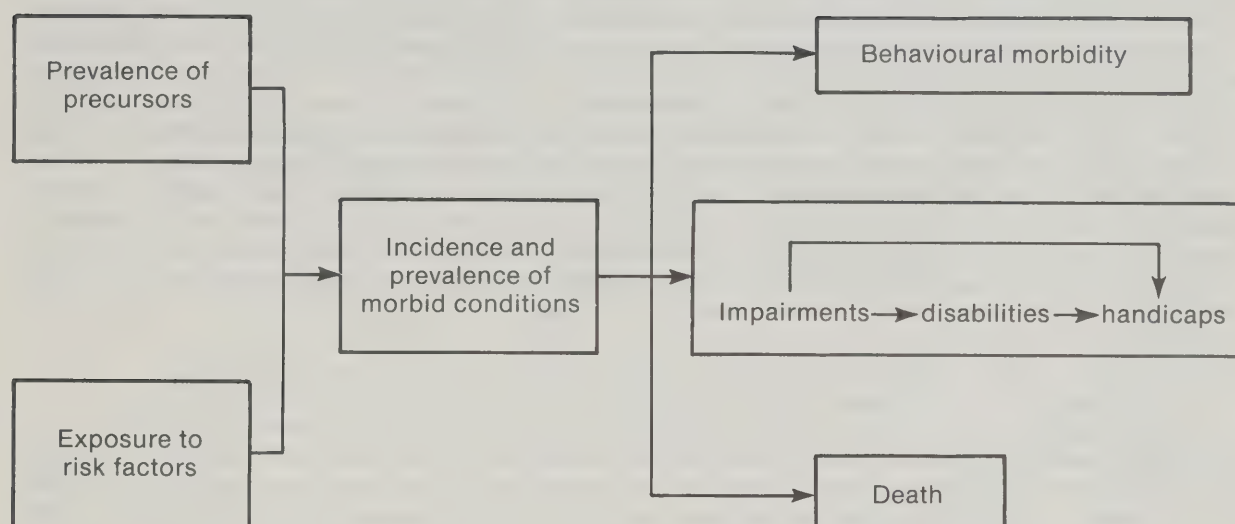 Prevalence of
precursors
Exposure to
risk factors
Incidence and
prevalence of
morbid conditions
Behavioural morbidity
Impairments disabilities handicaps
Death